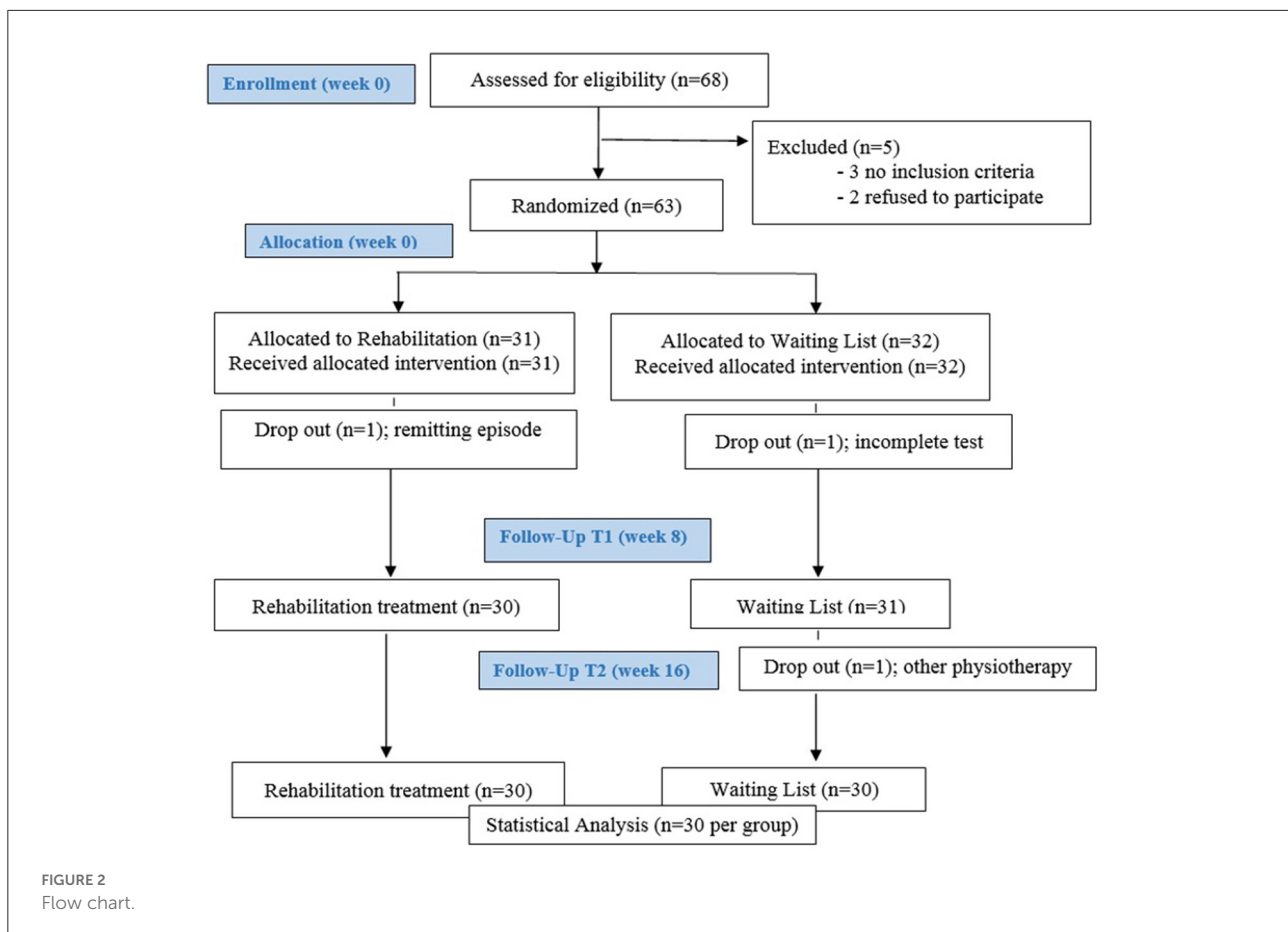 Enrollment (week 0)
Assessed for eligibility (n=68)
Excluded (n=5)
- 3 no inclusion criteria
- 2 refused to participate
Randomized (n=63)
Allocation (week 0)
Allocated to Rehabilitation (n=31)
Received allocated intervention (n=31)
Allocated to Waiting List (n=32)
Received allocated intervention (n=32)
Drop out (n=1); remitting episode
Drop out (n=1); incomplete test
Follow-Up T1 (week 8)
Rehabilitation treatment (n=30)
Waiting List (n=31)
Follow-Up T2 (week 16)
Drop out (n=1); other physiotherapy
Rehabilitation treatment (n=30)
Waiting List (n=30)
Statistical Analysis (n=30 per group)
FIGURE 2
Flow chart.